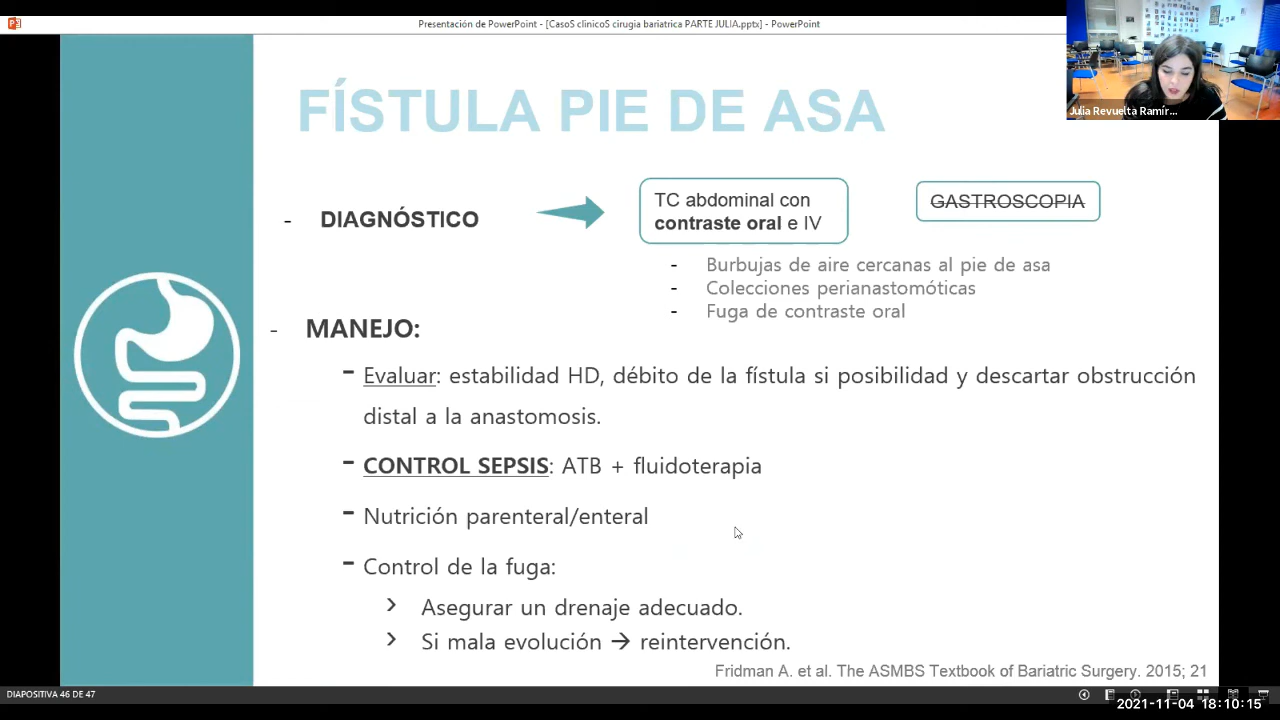 Presentación de PowerPoint - [CasoS clinicoS cirugia bariatrica PARTE JULIA.pptx] - PowerPoint
Julia Revuelta Ramír...
FÍSTULA PIE DE ASA
- DIAGNÓSTICO
TC abdominal con
contraste oral e IV
GASTROSCOPIA
- Burbujas de aire cercanas al pie de asa
- Colecciones perianastomóticas
- Fuga de contraste oral
- MANEJO:
- Evaluar: estabilidad HD, débito de la fístula si posibilidad y descartar obstrucción
distal a la anastomosis.
- CONTROL SEPSIS: ATB + fluidoterapia
- Nutrición parenteral/enteral
- Control de la fuga:
› Asegurar un drenaje adecuado.
› Si mala evolución → reintervención.
Fridman A. et al. The ASMBS Textbook of Bariatric Surgery. 2015; 21
DIAPOSITIVA 46 DE 47
2021-11-04 18:10:15